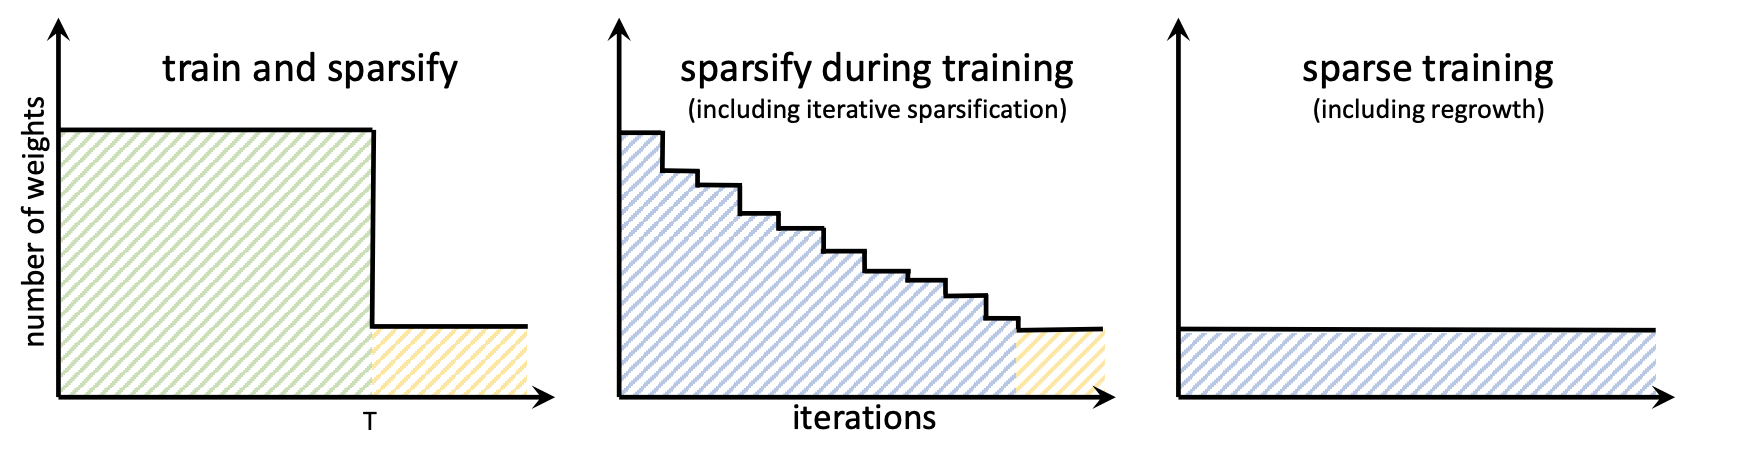 train and sparsify
number of weights
T
sparsify during training
(including iterative sparsification)
iterations
sparse training
(including regrowth)